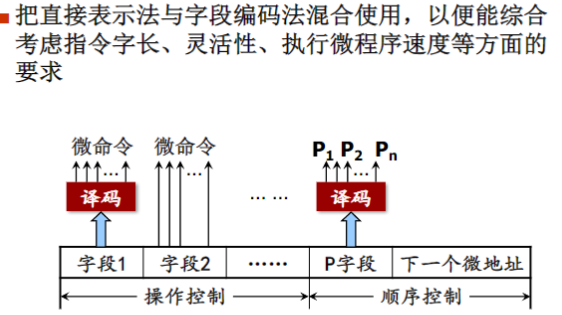 把直接表示法与字段编码法混合使用，以便能综合
考虑指令字长、灵活性、执行微程序速度等方面的
要求
微命令 微命令 P1 P2 Pn
… … …
译码 …… 译码
字段1 字段2 …… P字段 下一个微地址
操作控制 顺序控制